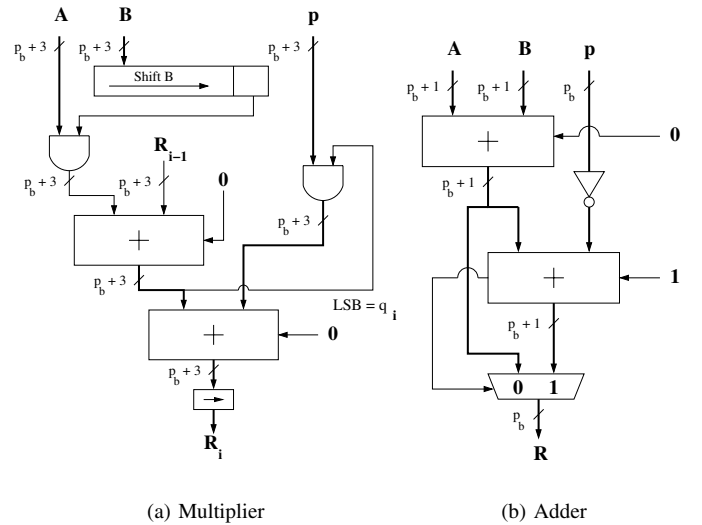 A B p
p_b + 3 p_b + 3 p_b + 3
Shift B
R_{i−1}
p_b + 3 p_b + 3 0
+
p_b + 3
p_b + 3
LSB = q_i
+ 0
p_b + 3
R_i
(a) Multiplier
A B p
p_b + 1 p_b + 1 p_b
+ 0
p_b + 1
+ 1
p_b + 1
0 1
p_b
R
(b) Adder